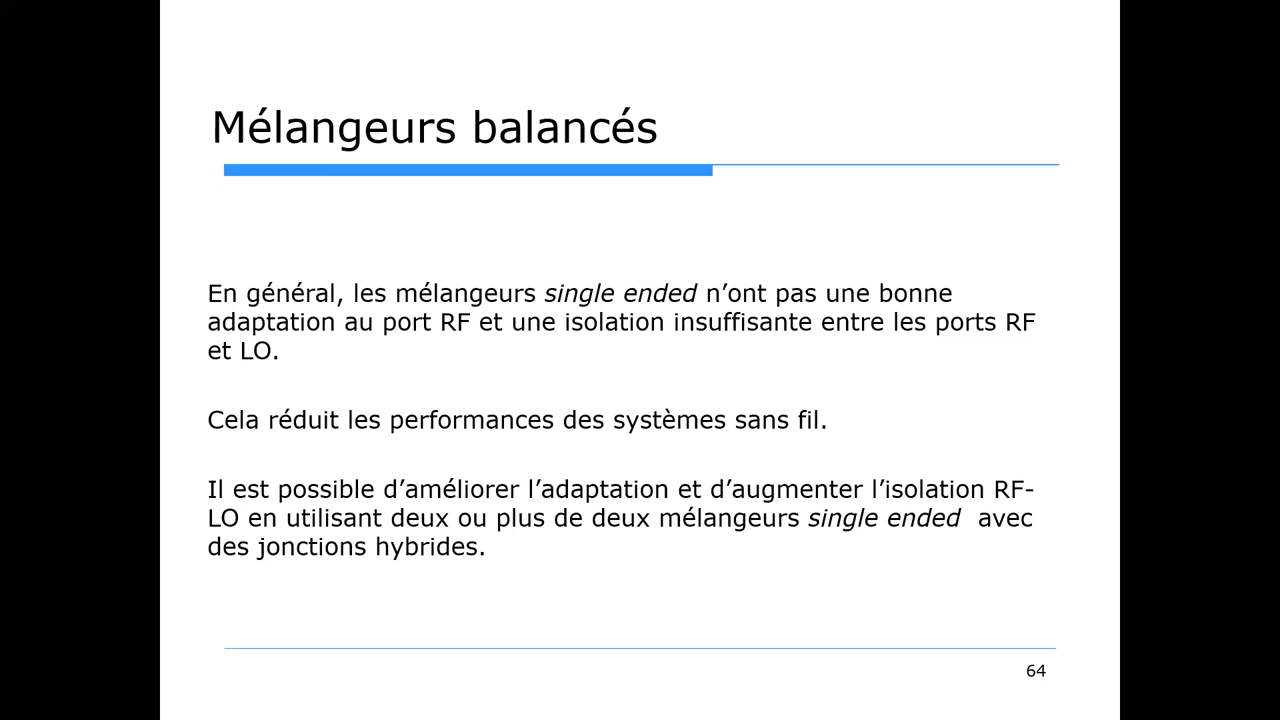 Mélangeurs balancés
En général, les mélangeurs single ended n’ont pas une bonne
adaptation au port RF et une isolation insuffisante entre les ports RF
et LO.
Cela réduit les performances des systèmes sans fil.
Il est possible d’améliorer l’adaptation et d’augmenter l’isolation RF-
LO en utilisant deux ou plus de deux mélangeurs single ended  avec
des jonctions hybrides.
64